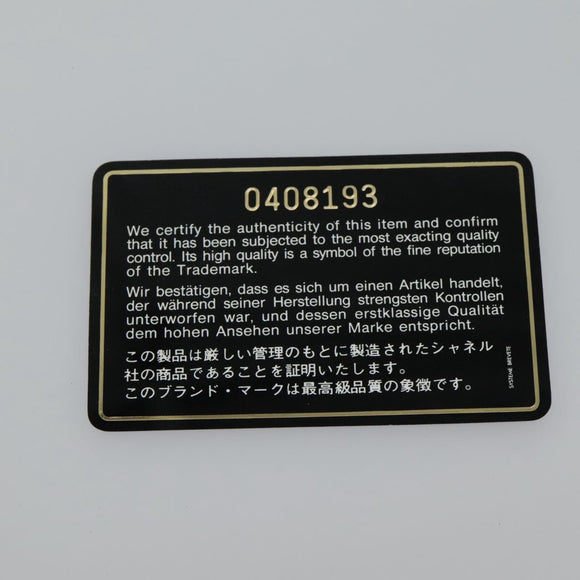 0408193
We certify the authenticity of this item and confirm
that it has been subjected to the most exacting quality
control. Its high quality is a symbol of the fine reputation
of the Trademark.
Wir bestätigen, dass es sich um einen Artikel handelt,
der während seiner Herstellung strengsten Kontrollen
unterworfen war, und dessen erstklassige Qualität
dem hohen Ansehen unserer Marke entspricht.
この製品は厳しい管理のもとに製造されたシャネル
社の商品であることを証明いたします。
このブランド・マークは最高級品質の象徴です。
SYSTEME BREVETE